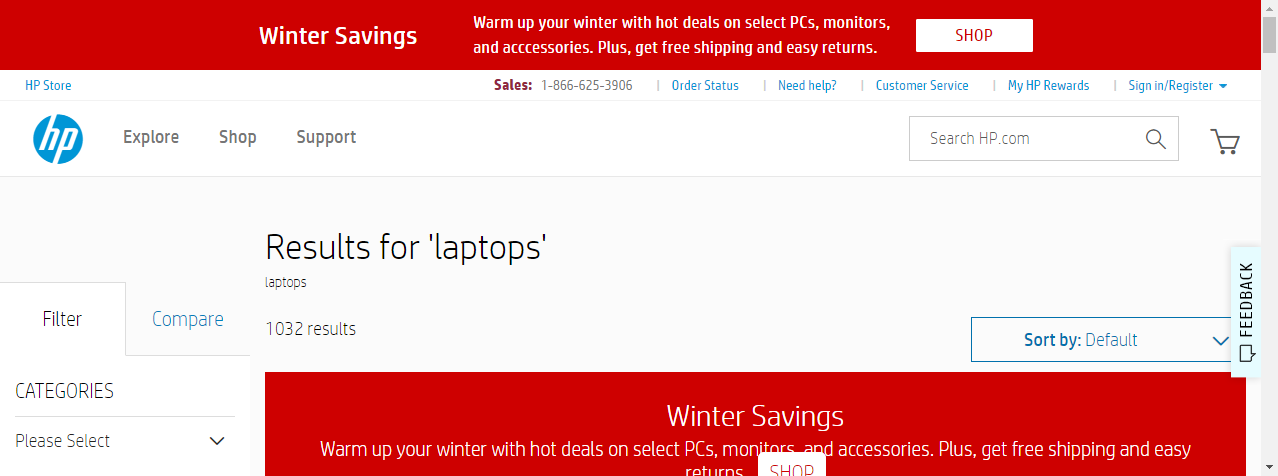 Winter Savings
Warm up your winter with hot deals on select PCs, monitors,
and acccessories. Plus, get free shipping and easy returns.
SHOP
HP Store
Sales: 1-866-625-3906
Order Status
Need help?
Customer Service
My HP Rewards
Sign in/Register
hp
Explore
Shop
Support
Search HP.com
Results for 'laptops'
laptops
FEEDBACK
Filter
Compare
1032 results
Sort by: Default
CATEGORIES
Please Select
Winter Savings
Warm up your winter with hot deals on select PCs, monitors, and accessories. Plus, get free shipping and easy
returns.
SHOP